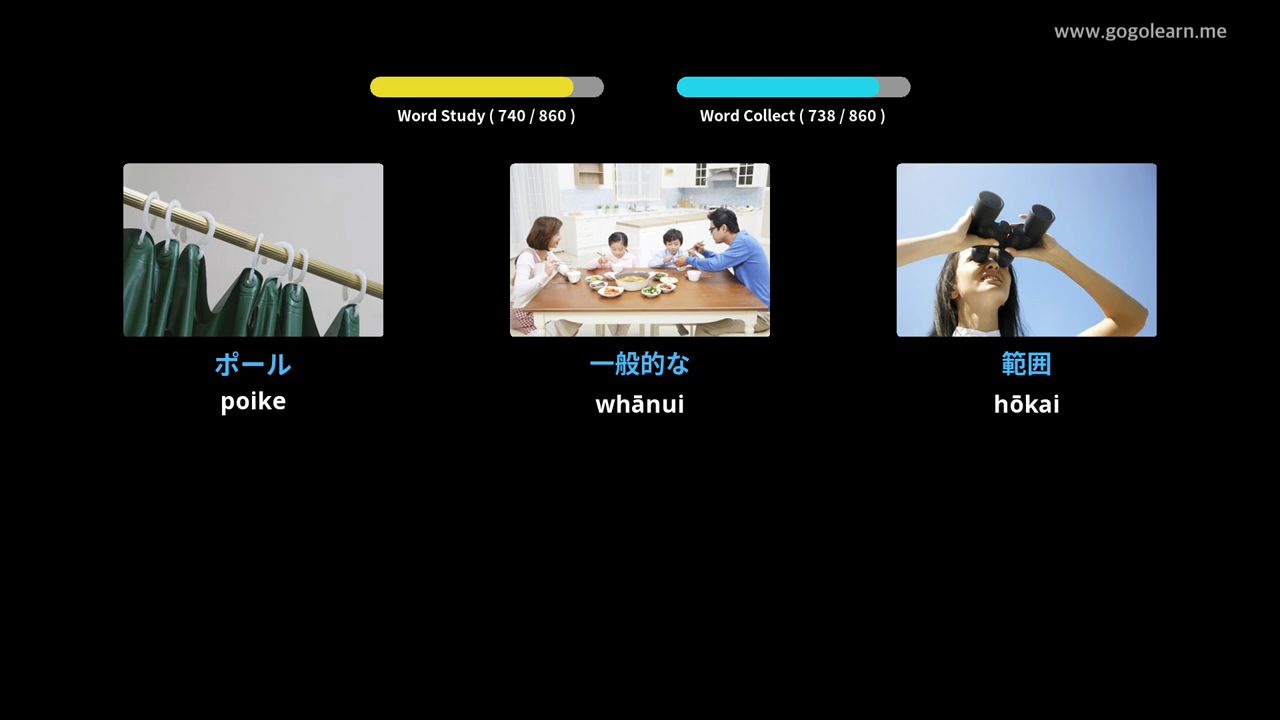 www.gogolearn.me
Word Study ( 740 / 860 )
Word Collect ( 738 / 860 )
ポール
一般的な
範囲
poike
whānui
hōkai